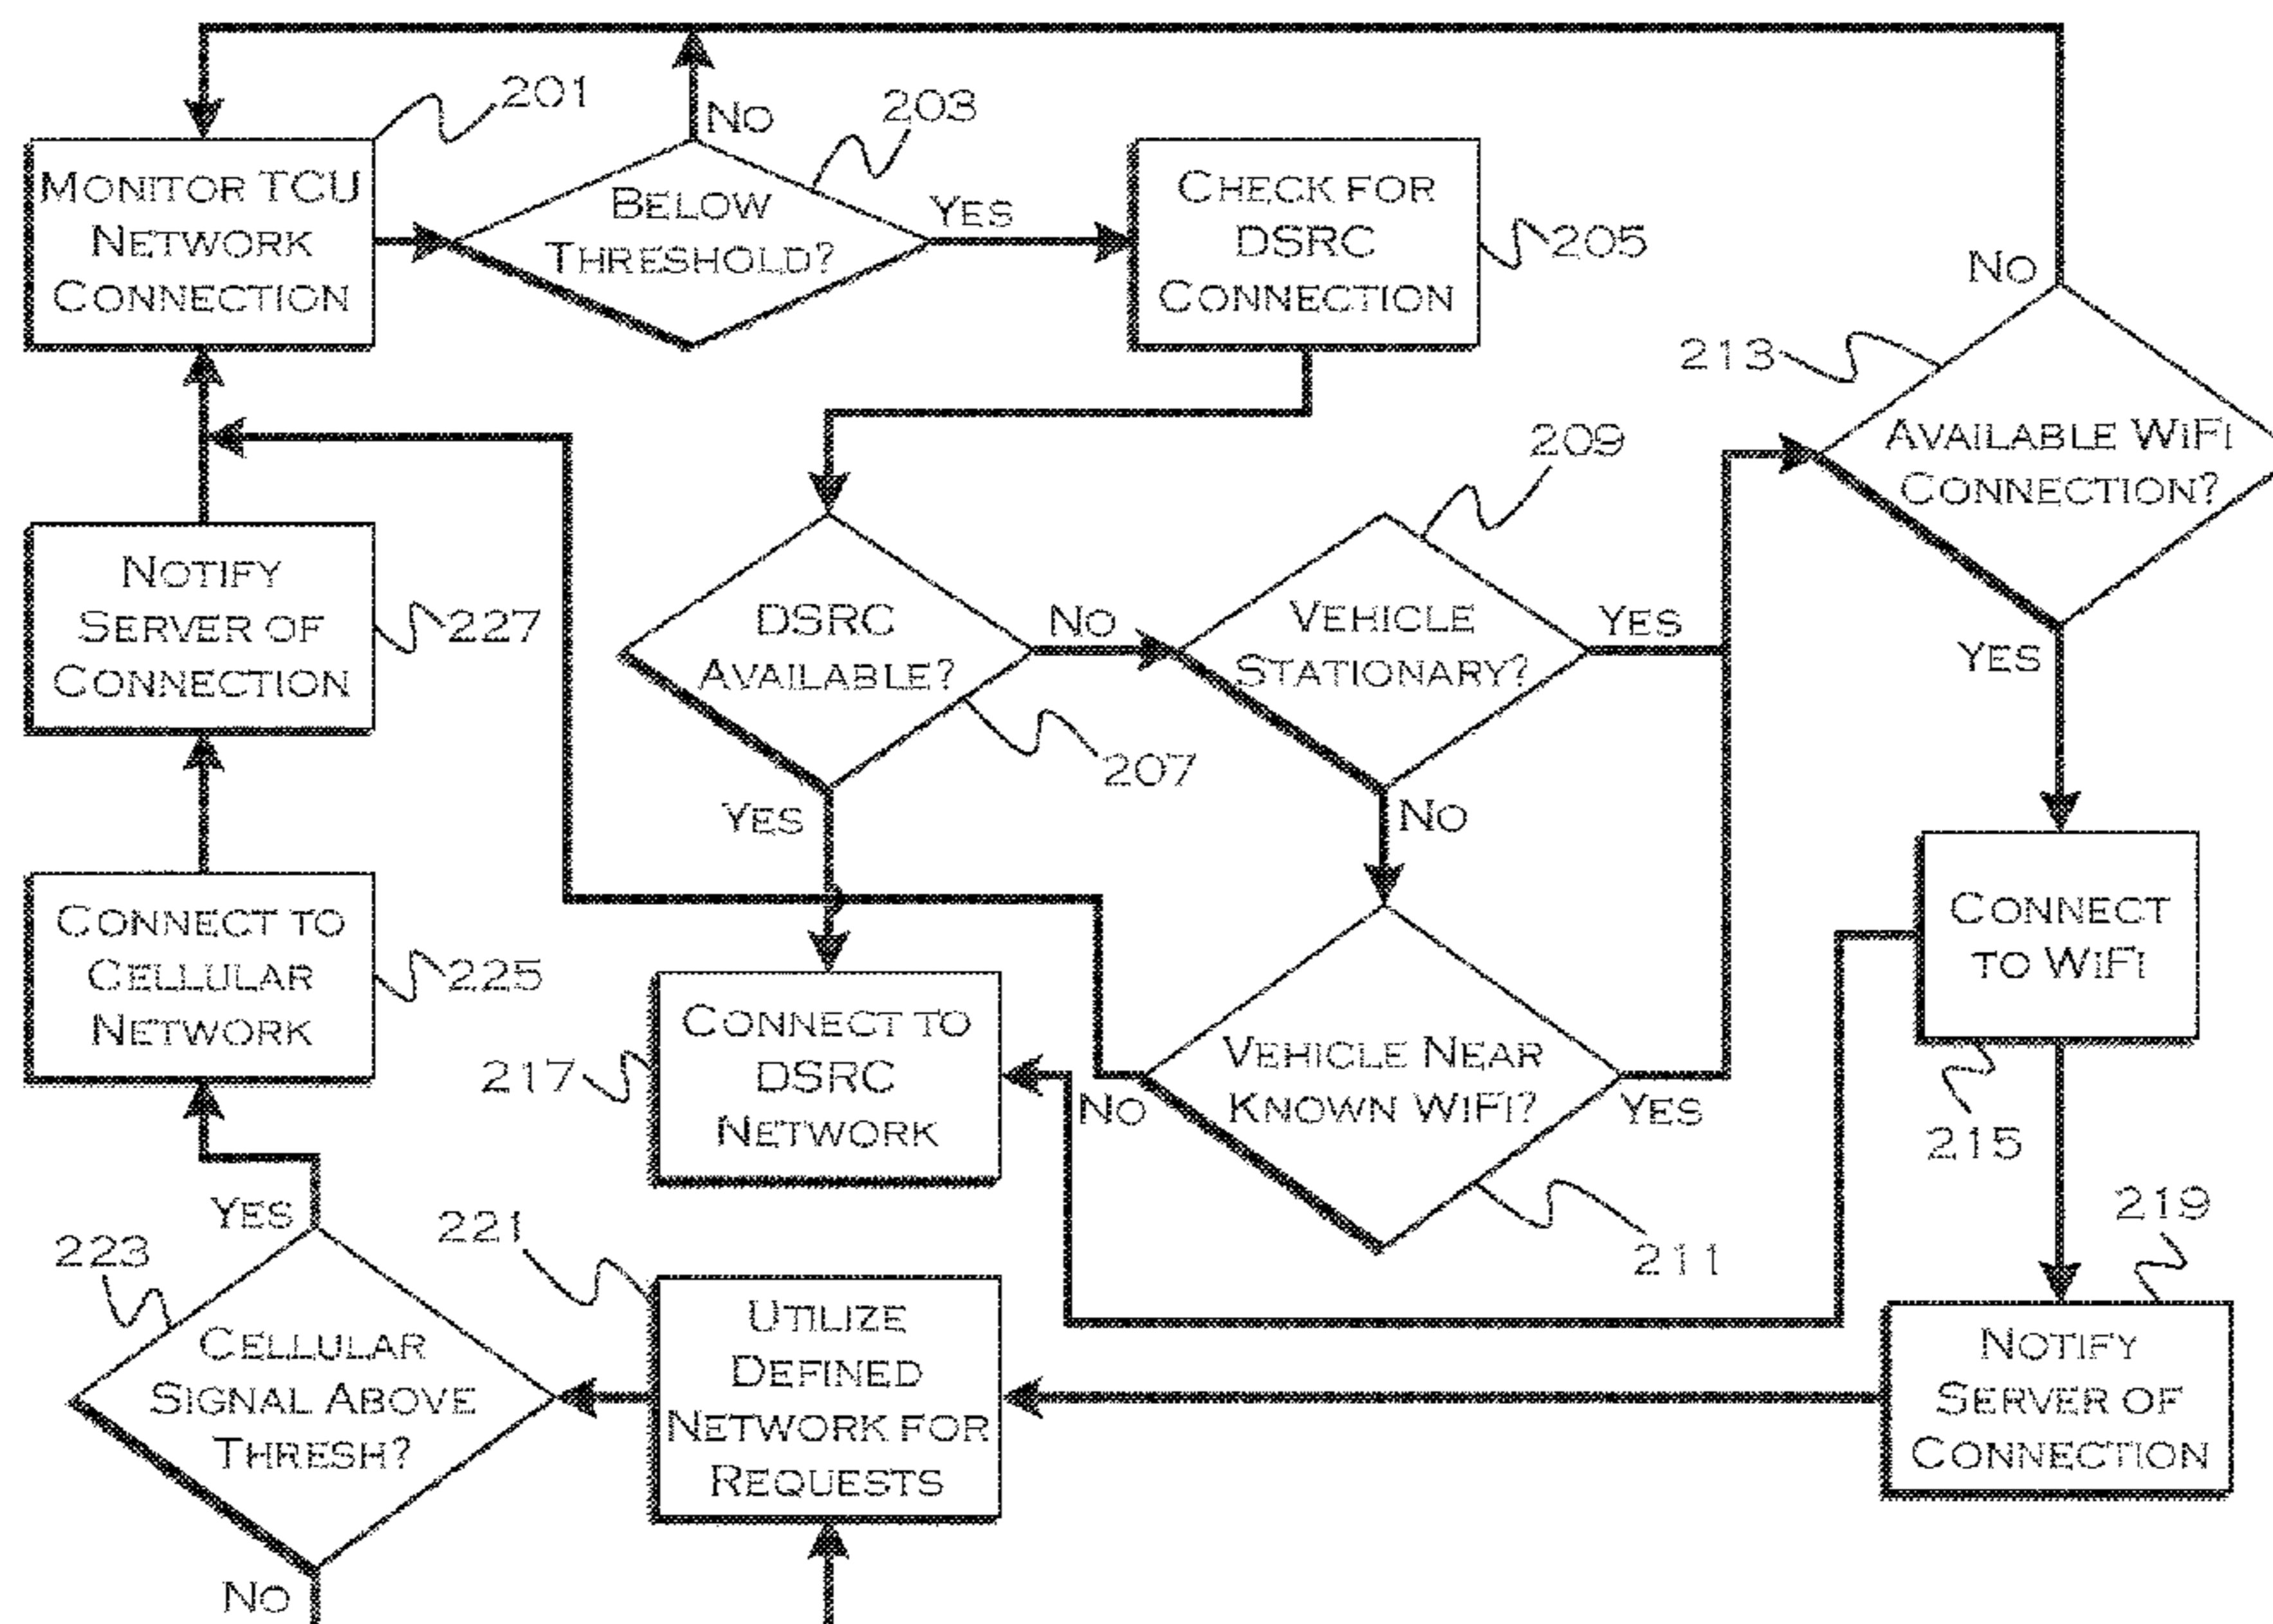 201
No
203
MONITOR TCU
NETWORK
CONNECTION
BELOW
THRESHOLD?
YES
CHECK FOR
DSRC
CONNECTION
205
No
213
AVAILABLE WIFI
CONNECTION?
209
NOTIFY
SERVER OF
CONNECTION
227
DSRC
AVAILABLE?
No
VEHICLE
STATIONARY?
YES
YES
207
YES
No
CONNECT TO
CELLULAR
NETWORK
225
CONNECT
TO WIFI
CONNECT TO
DSRC
NETWORK
217
VEHICLE NEAR
KNOWN WIFI?
No
YES
215
YES
221
223
211
219
CELLULAR
SIGNAL ABOVE
THRESH?
UTILIZE
DEFINED
NETWORK FOR
REQUESTS
NOTIFY
SERVER OF
CONNECTION
No